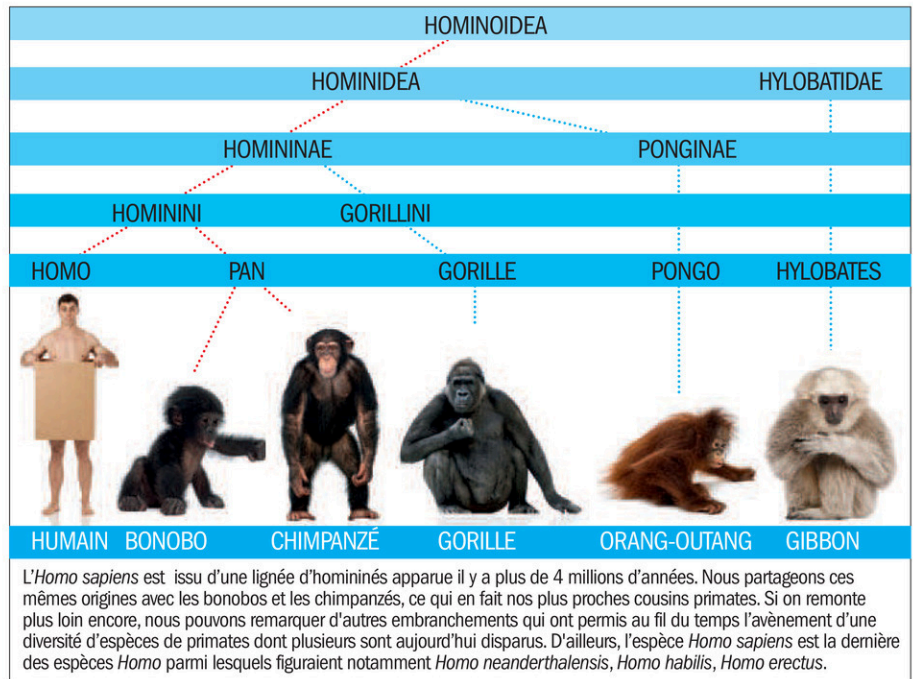 HOMINOIDEA
HOMINIDEA HYLOBATIDAE
HOMININAE PONGINAE
HOMININI GORILLINI
HOMO PAN GORILLE PONGO HYLOBATES
HUMAIN BONOBO CHIMPANZÉ GORILLE ORANG-OUTANG GIBBON
L'Homo sapiens est issu d'une lignée d'homininés apparue il y a plus de 4 millions d'années. Nous partageons ces
mêmes origines avec les bonobos et les chimpanzés, ce qui en fait nos plus proches cousins primates. Si on remonte
plus loin encore, nous pouvons remarquer d'autres embranchements qui ont permis au fil du temps l'avènement d'une
diversité d'espèces de primates dont plusieurs sont aujourd'hui disparus. D'ailleurs, l'espèce Homo sapiens est la dernière
des espèces Homo parmi lesquels figuraient notamment Homo neanderthalensis, Homo habilis, Homo erectus.